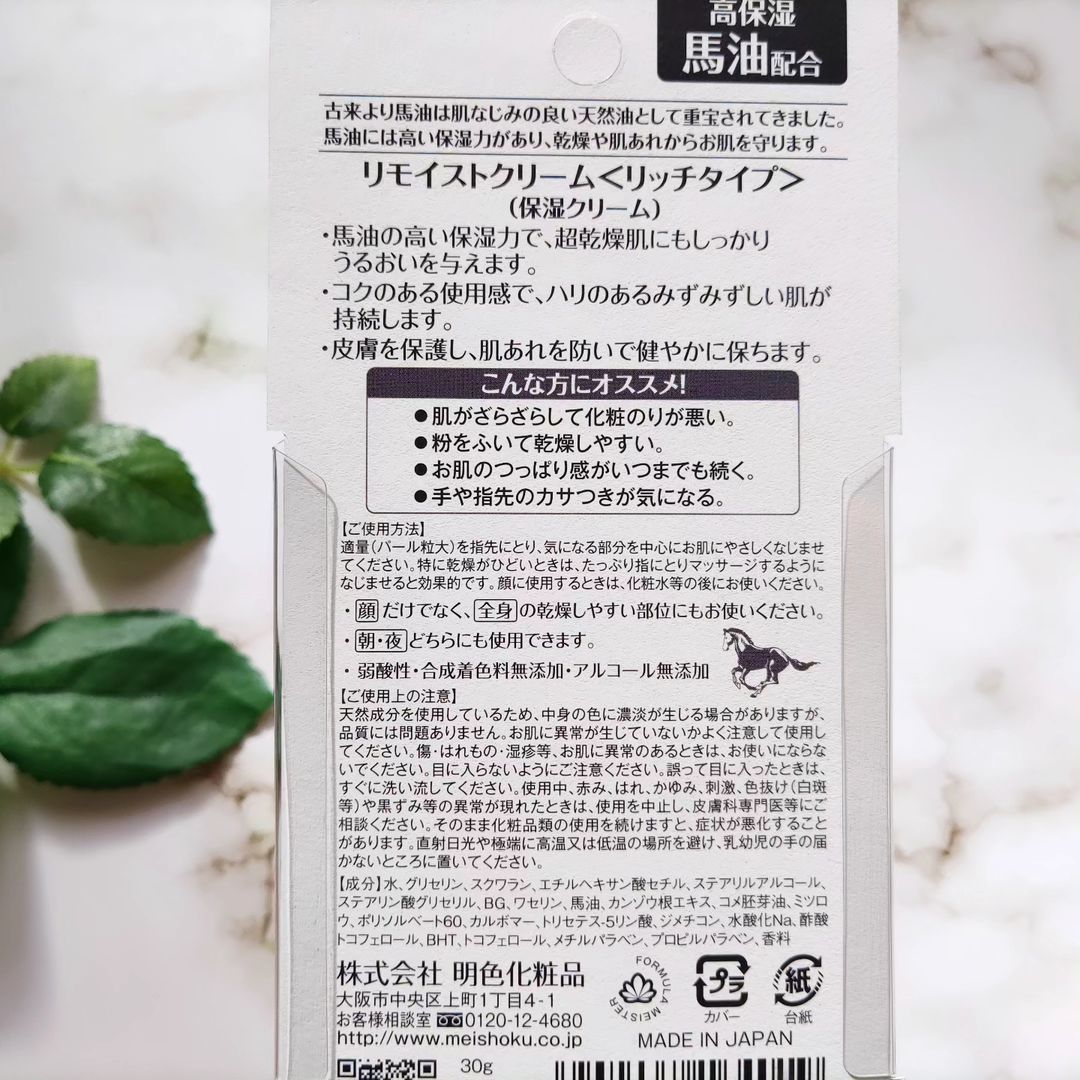 高保湿
馬油配合
古来より馬油は肌なじみの良い天然油として重宝されてきました。
馬油には高い保湿力があり、乾燥や肌あれからお肌を守ります。
リモイストクリーム<リッチタイプ>
(保湿クリーム)
・馬油の高い保湿力で、超乾燥肌にもしっかり
うるおいを与えます。
・コクのある使用感で、ハリのあるみずみずしい肌が
持続します。
・皮膚を保護し、肌あれを防いで健やかに保ちます。
こんな方にオススメ!
●肌がざらざらして化粧のりが悪い。
●粉をふいて乾燥しやすい。
●お肌のつっぱり感がいつまでも続く。
●手や指先のカサつきが気になる。
【ご使用方法】
適量(パール粒大)を指先にとり、気になる部分を中心にお肌にやさしくなじませ
てください。特に乾燥がひどいときは、たっぷり指にとりマッサージするように
なじませると効果的です。顔に使用するときは、化粧水等の後にお使いください。
・顔だけでなく、全身の乾燥しやすい部位にもお使いください。
・朝・夜どちらにも使用できます。
・弱酸性・合成着色料無添加・アルコール無添加
【ご使用上の注意】
天然成分を使用しているため、中身の色に濃淡が生じる場合がありますが、
品質には問題ありません。お肌に異常が生じていないかよく注意して使用し
てください。傷・はれもの・湿疹等、お肌に異常のあるときは、お使いにならな
いでください。目に入らないようにご注意ください。誤って目に入ったときは、
すぐに洗い流してください。使用中、赤み、はれ、かゆみ、刺激、色抜け(白斑
等)や黒ずみ等の異常が現れたときは、使用を中止し、皮膚科専門医等にご
相談ください。そのまま化粧品類の使用を続けますと、症状が悪化すること
があります。直射日光や極端に高温又は低温の場所を避け、乳幼児の手の届
かないところに置いてください。
【成分】水、グリセリン、スクワラン、エチルヘキサン酸セチル、ステアリルアルコール、
ステアリン酸グリセリル、BG、ワセリン、馬油、カンゾウ根エキス、コメ胚芽油、ミツロ
ウ、ポリソルベート60、カルボマー、トリセテス-5リン酸、ジメチコン、水酸化Na、酢酸
トコフェロール、BHT、トコフェロール、メチルパラベン、プロピルパラベン、香料
株式会社 明色化粧品
大阪市中央区上町1丁目4-1
お客様相談室 0120-12-4680
http://www.meishoku.co.jp
FORMULA MEISTER
プラ
カバー
紙
台紙
MADE IN JAPAN
30g